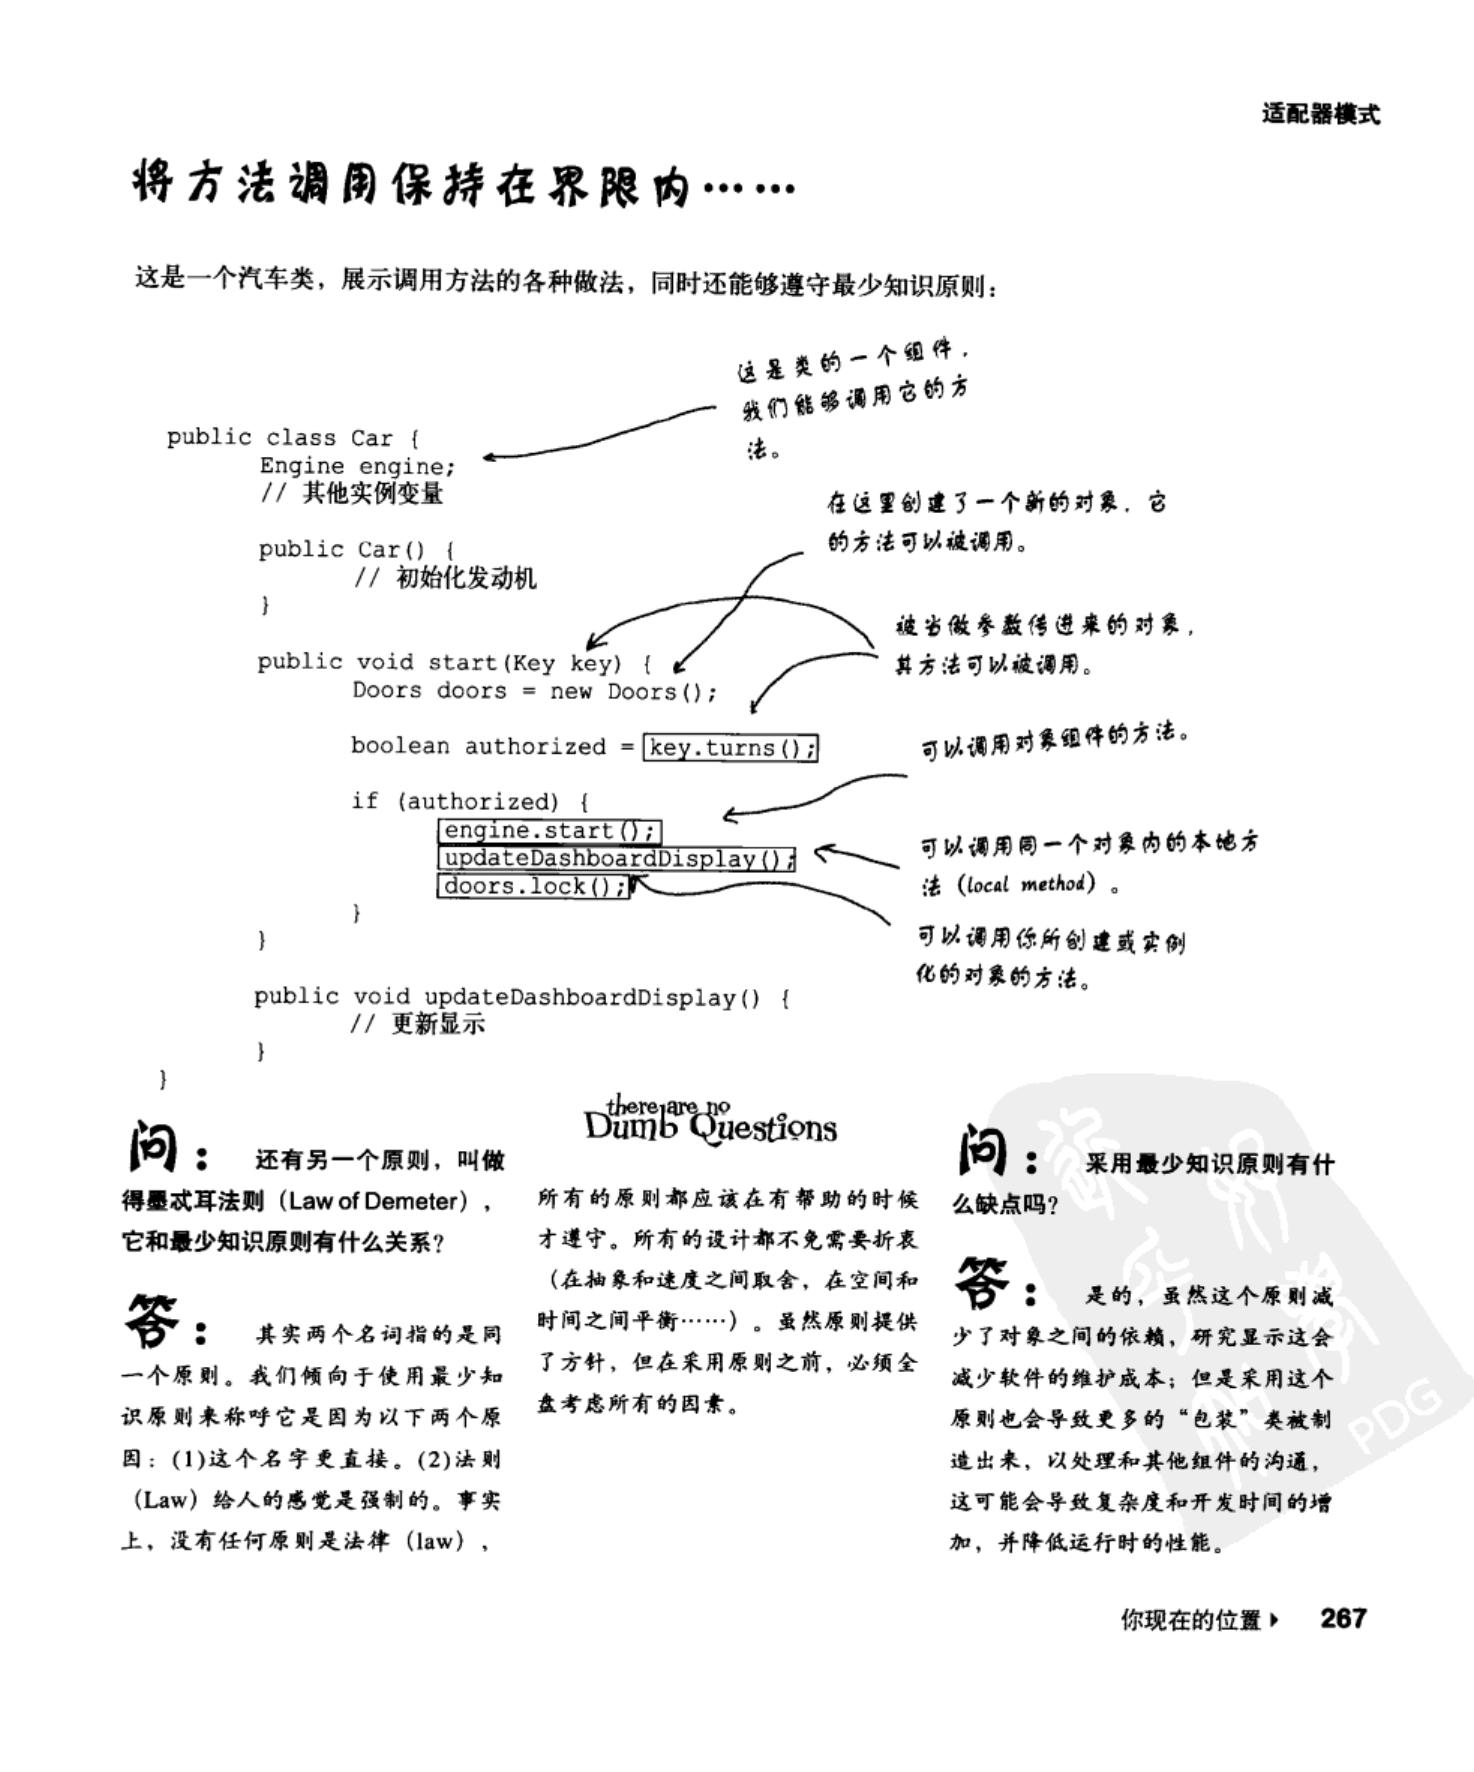 适配器模式
将方法调用保持在界限内……
这是一个汽车类，展示调用方法的各种做法，同时还能够遵守最少知识原则：
这是类的一个组件，
我们能够调用它的方
法。
public class Car {
Engine engine;
// 其他实例变量
在这里创建了一个新的对象，它
的方法可以被调用。
public Car() {
// 初始化发动机
}
被当做参数传进来的对象，
其方法可以被调用。
public void start(Key key) {
Doors doors = new Doors();
boolean authorized = key.turns();
可以调用对象组件的方法。
if (authorized) {
engine.start();
updateDashboardDisplay();
doors.lock();
}
}
可以调用同一个对象内的本地方
法（local method）。
可以调用你所创建或实例
化的对象的方法。
public void updateDashboardDisplay() {
// 更新显示
}
}
there are no
Dumb Questions
问： 还有另一个原则，叫做
得墨忒耳法则（Law of Demeter），
它和最少知识原则有什么关系？
答： 其实两个名词指的是同
一个原则。我们倾向于使用最少知
识原则来称呼它是因为以下两个原
因：(1)这个名字更直接。(2)法则
（Law）给人的感觉是强制的。事实
上，没有任何原则是法律（law），
所有的原则都应该在有帮助的时候
才遵守。所有的设计都不免需要折衷
（在抽象和速度之间取舍，在空间和
时间之间平衡……）。虽然原则提供
了方针，但在采用原则之前，必须全
盘考虑所有的因素。
问： 采用最少知识原则有什
么缺点吗？
答： 是的，虽然这个原则减
少了对象之间的依赖，研究显示这会
减少软件的维护成本；但是采用这个
原则也会导致更多的“包装”类被制
造出来，以处理和其他组件的沟通，
这可能会导致复杂度和开发时间的增
加，并降低运行时的性能。
PDG
你现在的位置 267